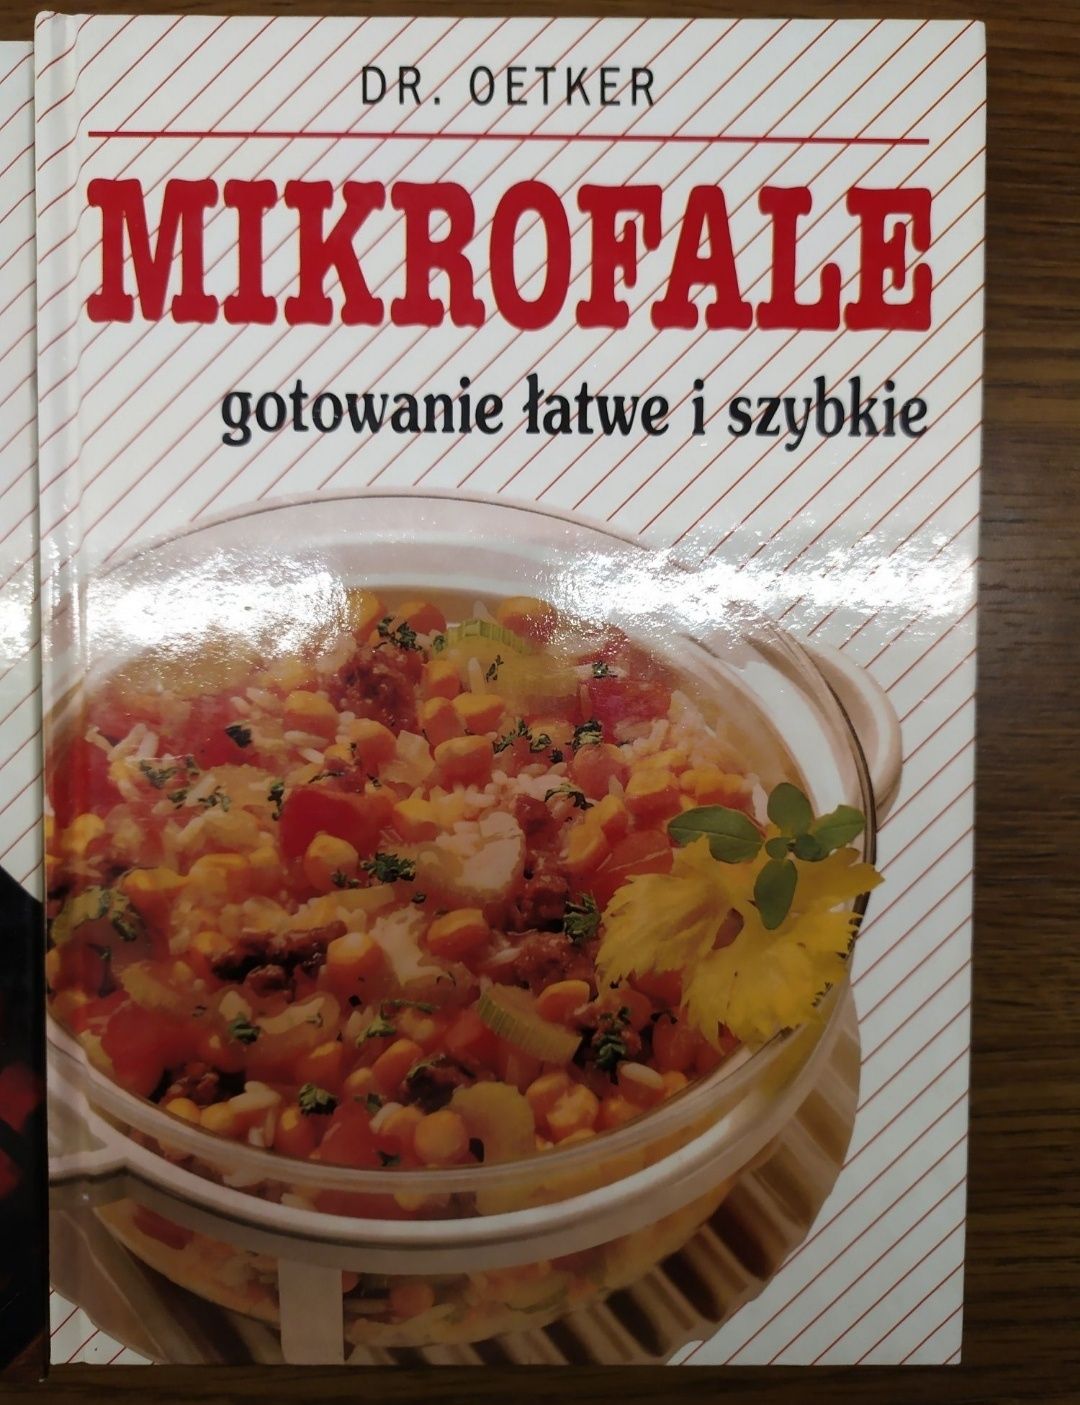 DR. OETKER
MIKROFALE
gotowanie łatwe i szybkie